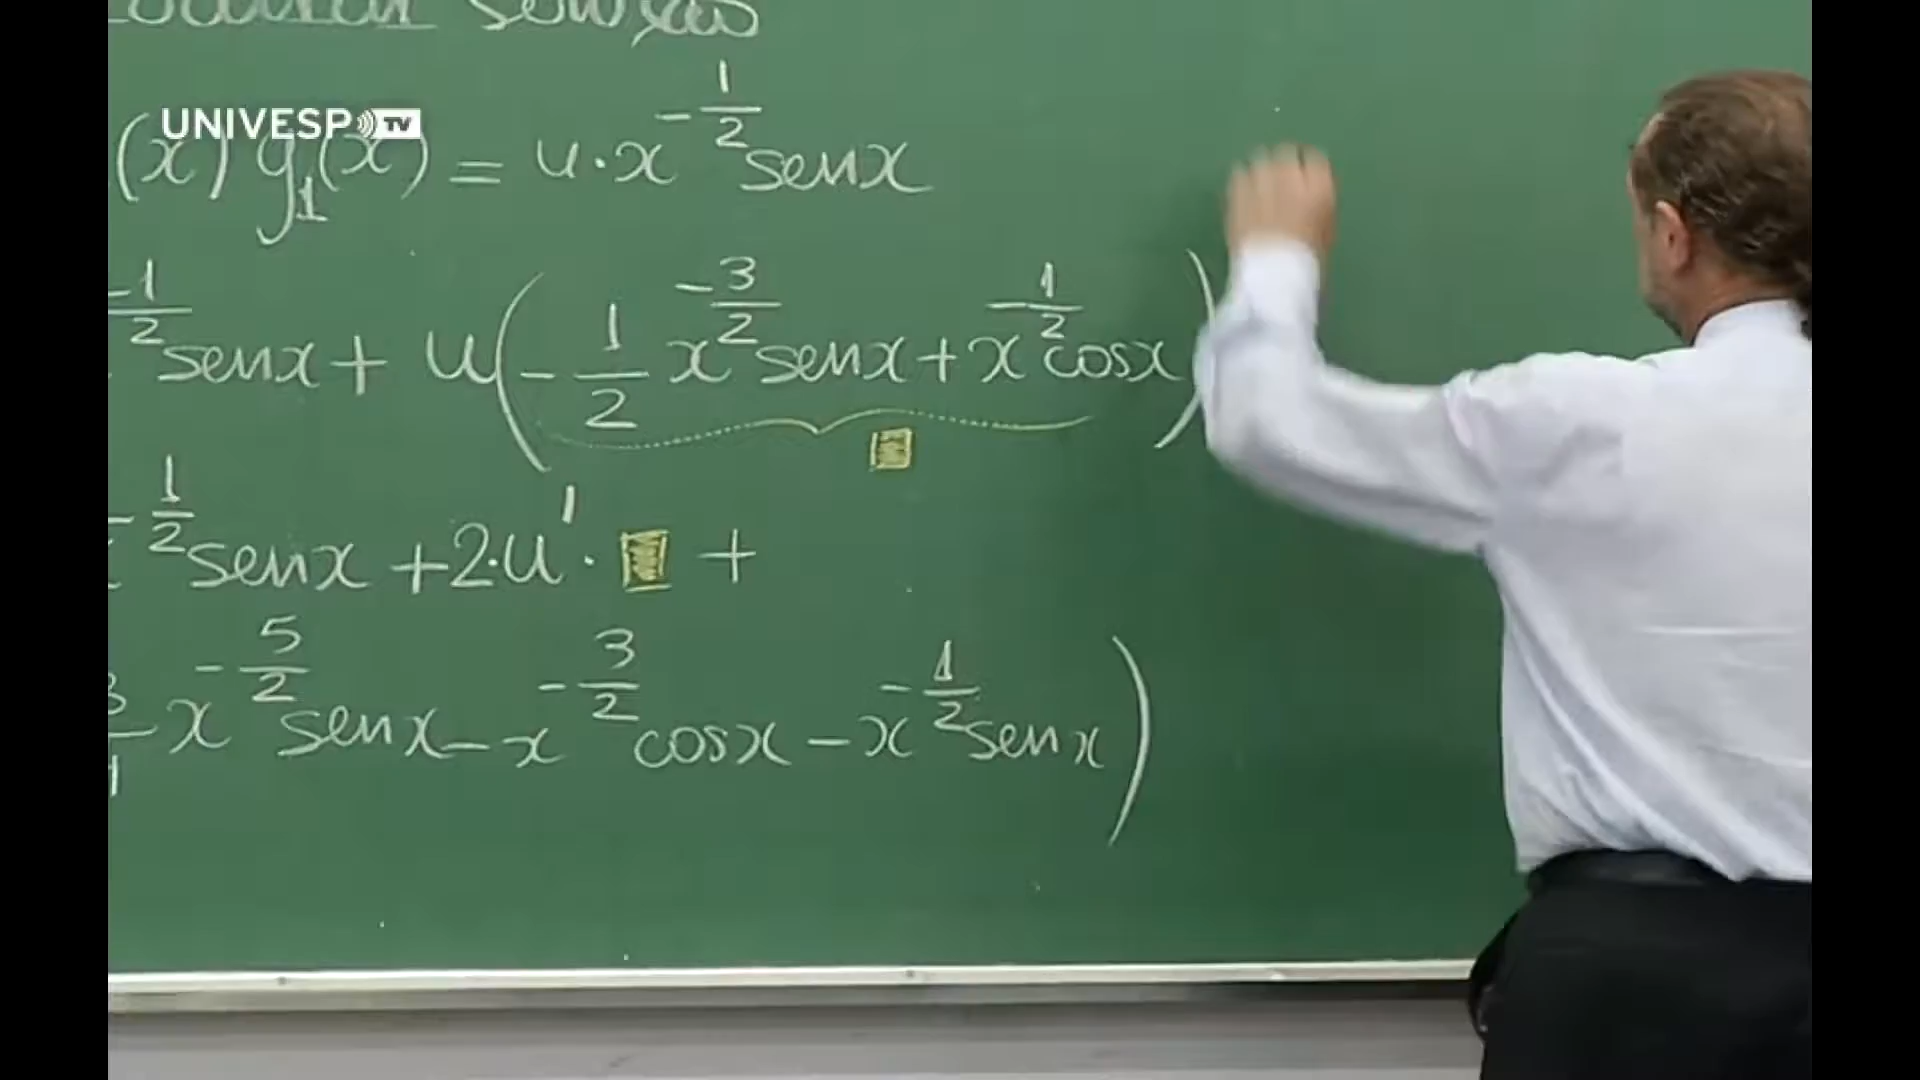 UNIVESP TV
(x) y₁(x) = u·x^{-1/2} senx
-1/2 senx + u(-1/2 x^{-3/2} senx + x^{-1/2} cosx)
-1/2 senx + 2·u'· +
x^{-5/2} senx - x^{-3/2} cosx - x^{-1/2} senx)